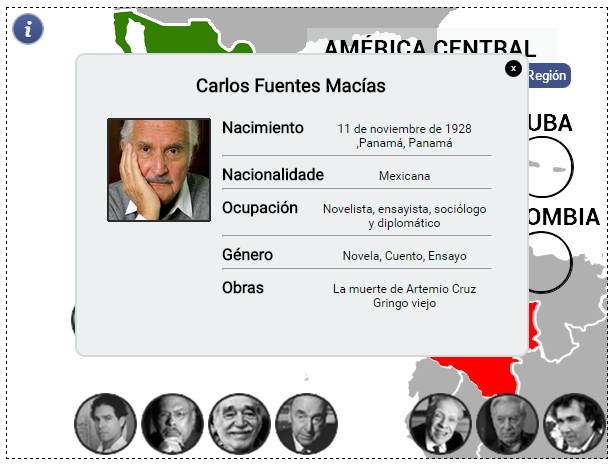 i
AMÉRICA CENTRAL
x
Región
Carlos Fuentes Macías
Nacimiento
11 de noviembre de 1928
,Panamá, Panamá
Nacionalidade
Mexicana
Ocupación
Novelista, ensayista, sociólogo
y diplomático
Género
Novela, Cuento, Ensayo
Obras
La muerte de Artemio Cruz
Gringo viejo
UBA
OMBIA